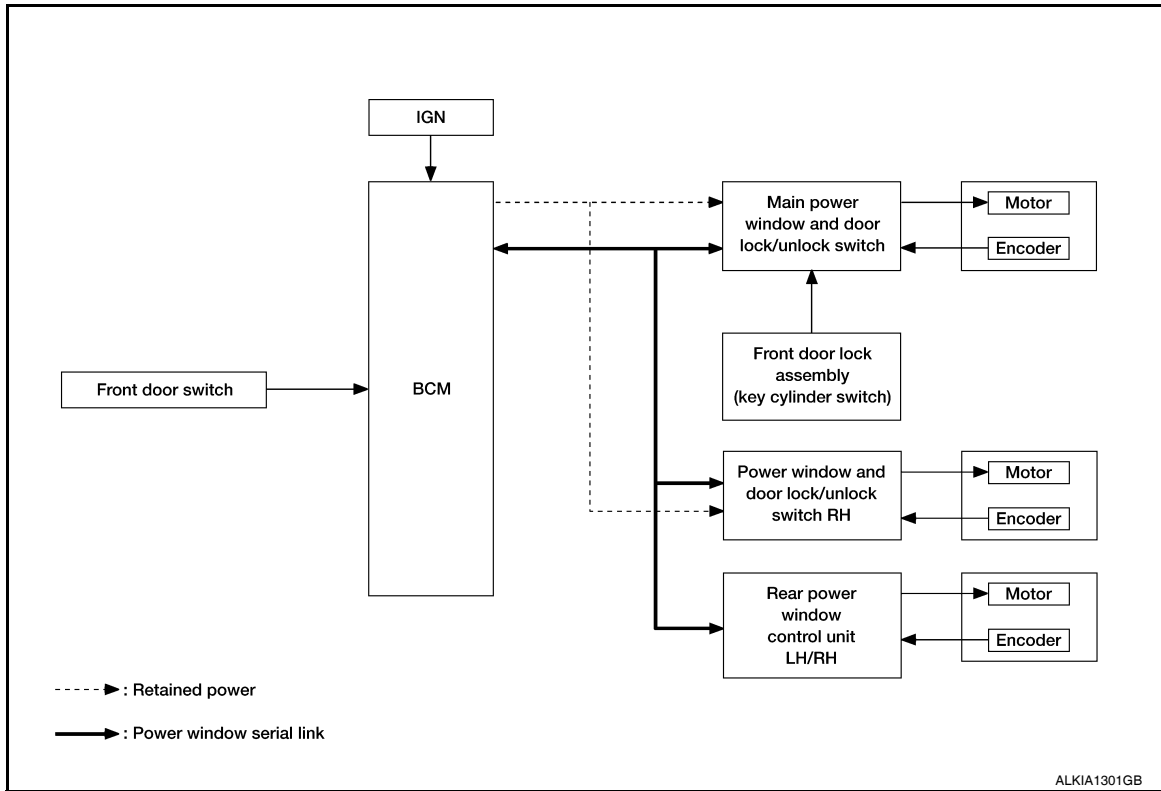 IGN
Main power
window and door
lock/unlock switch
Motor
Encoder
Front door lock
assembly
(key cylinder switch)
Front door switch
BCM
Power window and
door lock/unlock
switch RH
Motor
Encoder
Rear power
window
control unit
LH/RH
Motor
Encoder
: Retained power
: Power window serial link
ALKIA1301GB